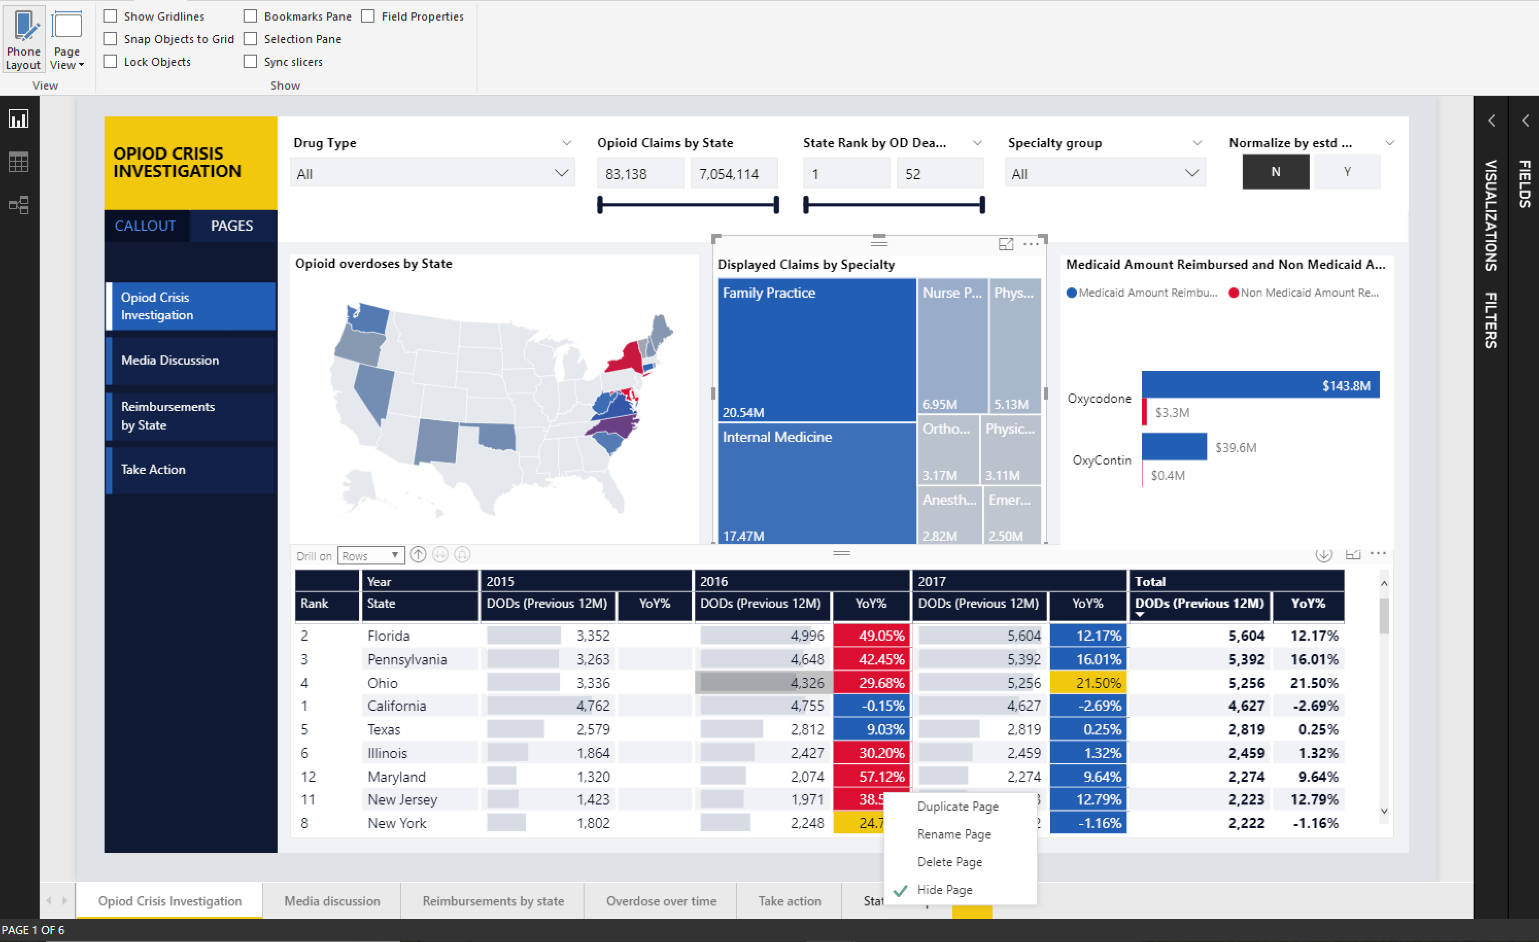 Show Gridlines
Bookmarks Pane
Field Properties
Snap Objects to Grid
Selection Pane
Lock Objects
Sync slicers
Phone Layout
Page View
View
Show
OPIOD CRISIS
INVESTIGATION
CALLOUT PAGES
Opiod Crisis
Investigation
Media Discussion
Reimbursements
by State
Take Action
Drug Type
All
Opioid Claims by State
83,138 7,054,114
State Rank by OD Dea...
1 52
Specialty group
All
Normalize by estd ...
N Y
VISUALIZATIONS
FILTERS
FIELDS
Opioid overdoses by State
Displayed Claims by Specialty
Family Practice
20.54M
Internal Medicine
17.47M
Nurse P...
6.95M
Phys...
5.13M
Ortho...
3.17M
Physic...
3.11M
Anesth...
2.82M
Emer...
2.50M
Medicaid Amount Reimbursed and Non Medicaid A...
Medicaid Amount Reimbu... Non Medicaid Amount Re...
Oxycodone
$143.8M
$3.3M
OxyContin
$39.6M
$0.4M
Drill on Rows
Year 2015 2016 2017 Total
Rank State DODs (Previous 12M) YoY% DODs (Previous 12M) YoY% DODs (Previous 12M) YoY% DODs (Previous 12M) YoY%
2 Florida 3,352 4,996 49.05% 5,604 12.17% 5,604 12.17%
3 Pennsylvania 3,263 4,648 42.45% 5,392 16.01% 5,392 16.01%
4 Ohio 3,336 4,326 29.68% 5,256 21.50% 5,256 21.50%
1 California 4,762 4,755 -0.15% 4,627 -2.69% 4,627 -2.69%
5 Texas 2,579 2,812 9.03% 2,819 0.25% 2,819 0.25%
6 Illinois 1,864 2,427 30.20% 2,459 1.32% 2,459 1.32%
12 Maryland 1,320 2,074 57.12% 2,274 9.64% 2,274 9.64%
11 New Jersey 1,423 1,971 38.5 3 12.79% 2,223 12.79%
8 New York 1,802 2,248 24.7 2 -1.16% 2,222 -1.16%
Duplicate Page
Rename Page
Delete Page
Hide Page
Opiod Crisis Investigation Media discussion Reimbursements by state Overdose over time Take action Stat
PAGE 1 OF 6